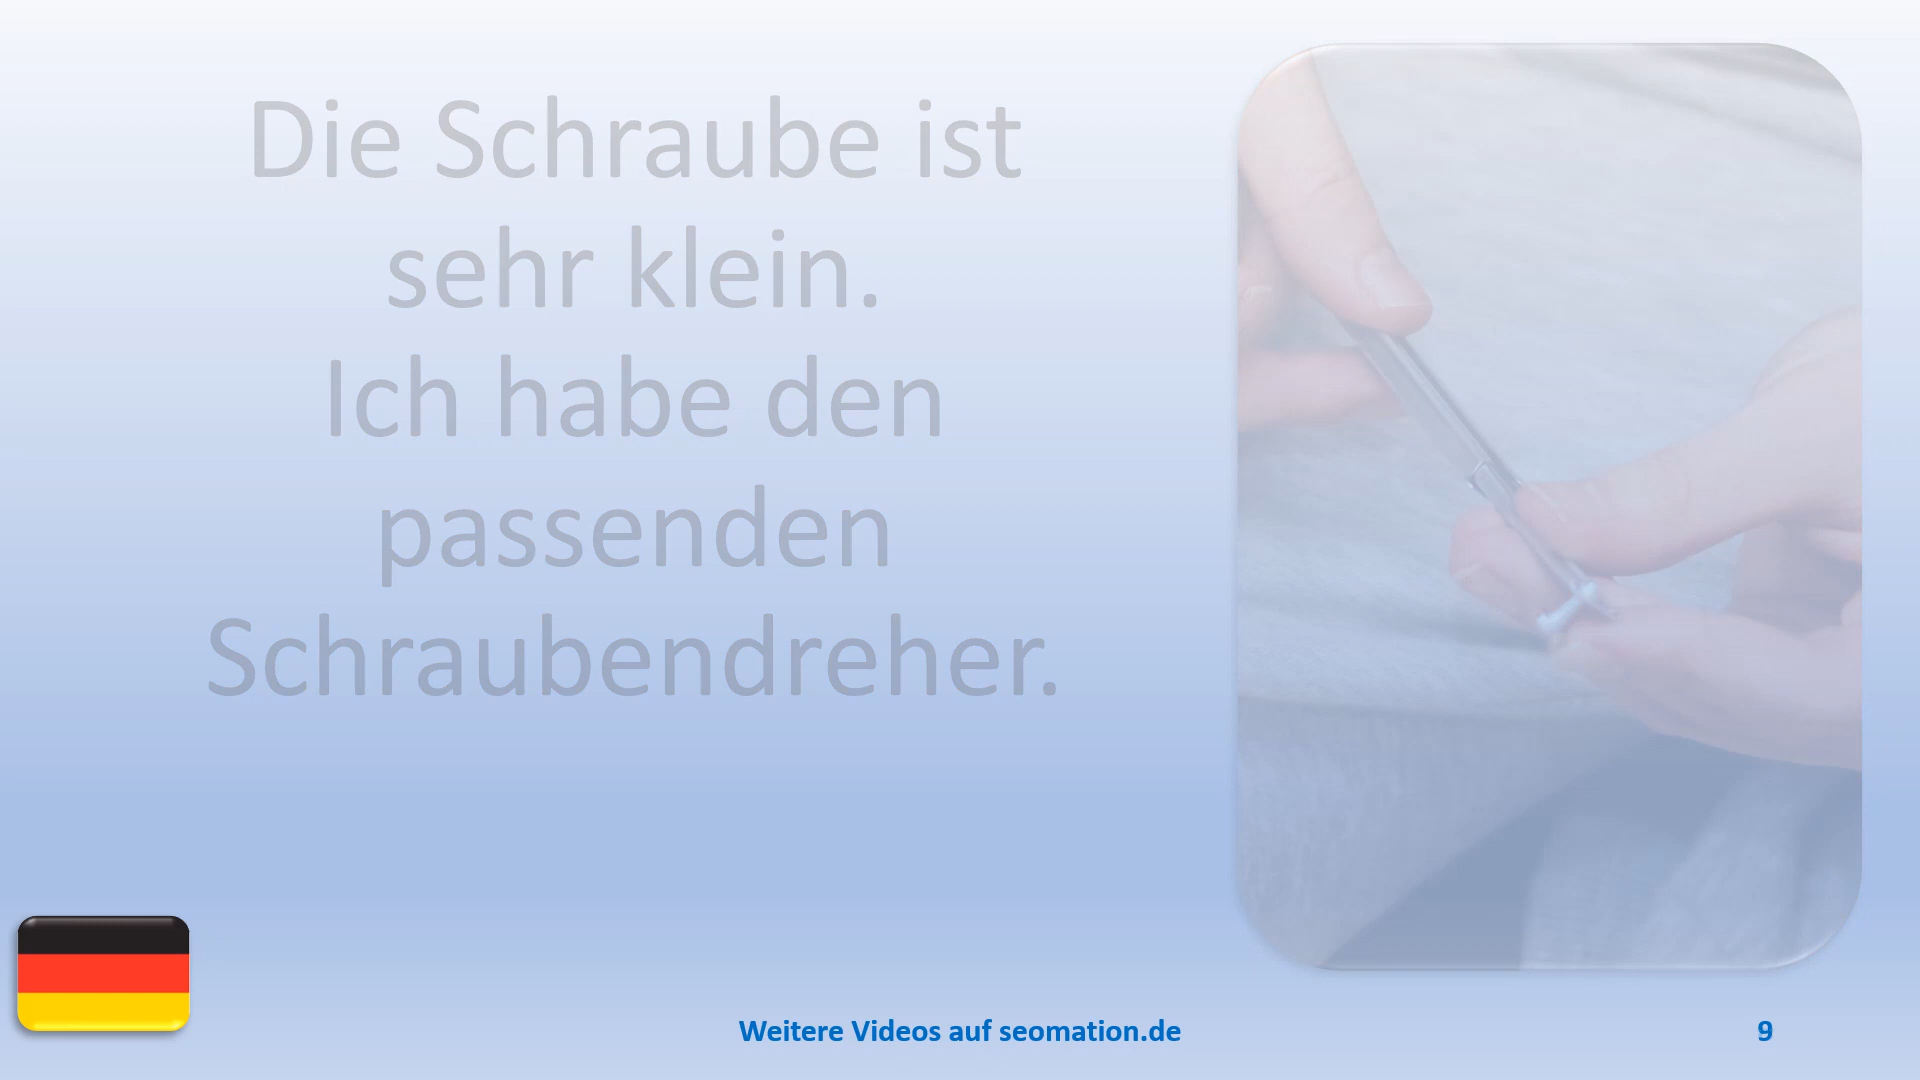 Die Schraube ist
sehr klein.
Ich habe den
passenden
Schraubendreher.
Weitere Videos auf seomation.de
9